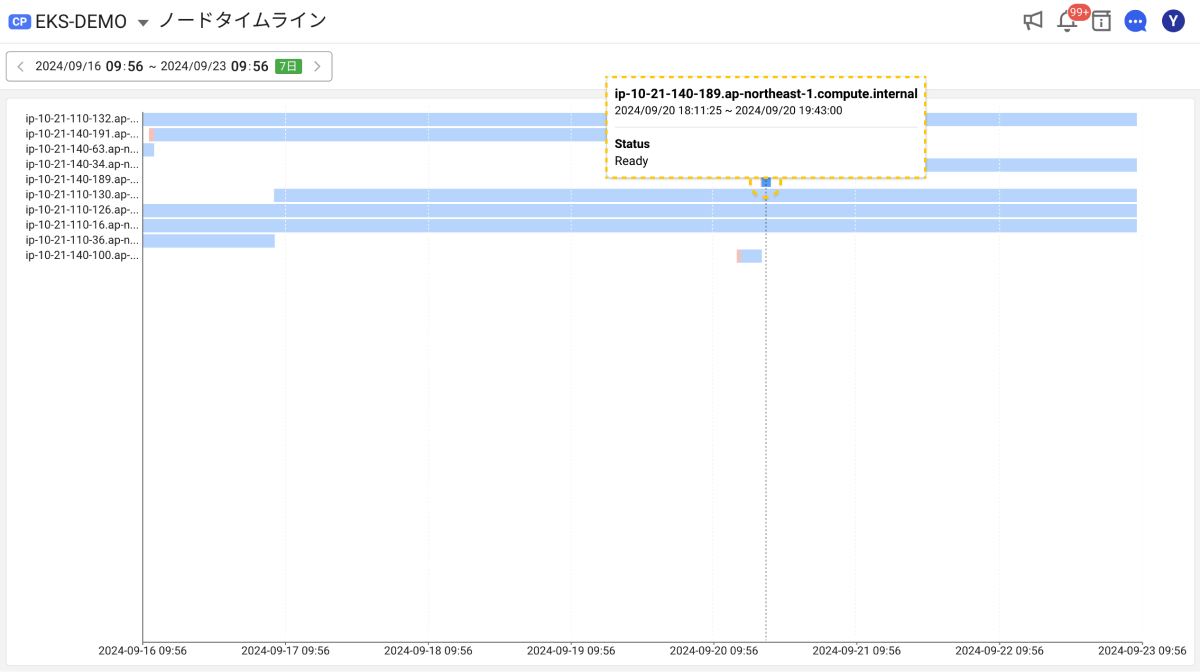 CP EKS-DEMO ノードタイムライン
99+
Y
2024/09/16 09:56 ~ 2024/09/23 09:56 7日
ip-10-21-140-189.ap-northeast-1.compute.internal
2024/09/20 18:11:25 ~ 2024/09/20 19:43:00
Status
Ready
ip-10-21-110-132.ap-...
ip-10-21-140-191.ap-...
ip-10-21-140-63.ap-n...
ip-10-21-140-34.ap-n...
ip-10-21-140-189.ap-...
ip-10-21-110-130.ap-...
ip-10-21-110-126.ap-...
ip-10-21-110-16.ap-n...
ip-10-21-110-36.ap-n...
ip-10-21-140-100.ap-...
2024-09-16 09:56 2024-09-17 09:56 2024-09-18 09:56 2024-09-19 09:56 2024-09-20 09:56 2024-09-21 09:56 2024-09-22 09:56 2024-09-23 09:56